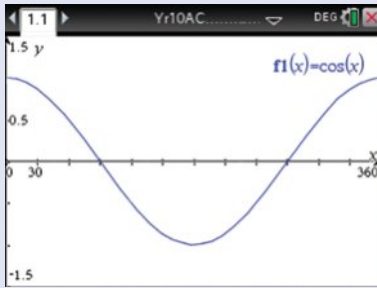 1.1 Yr10AC............ DEG
1.5 y
f1(x)=cos(x)
0.5
x
0 30 360
-1.5